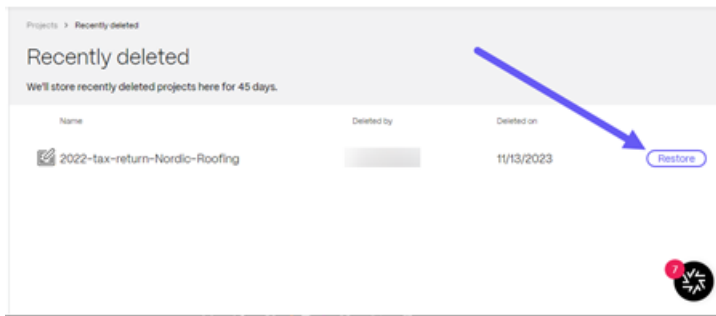 Projects > Recently deleted
Recently deleted
We'll store recently deleted projects here for 45 days.
Name Deleted by Deleted on
2022-tax-return-Nordic-Roofing 11/13/2023 Restore
7